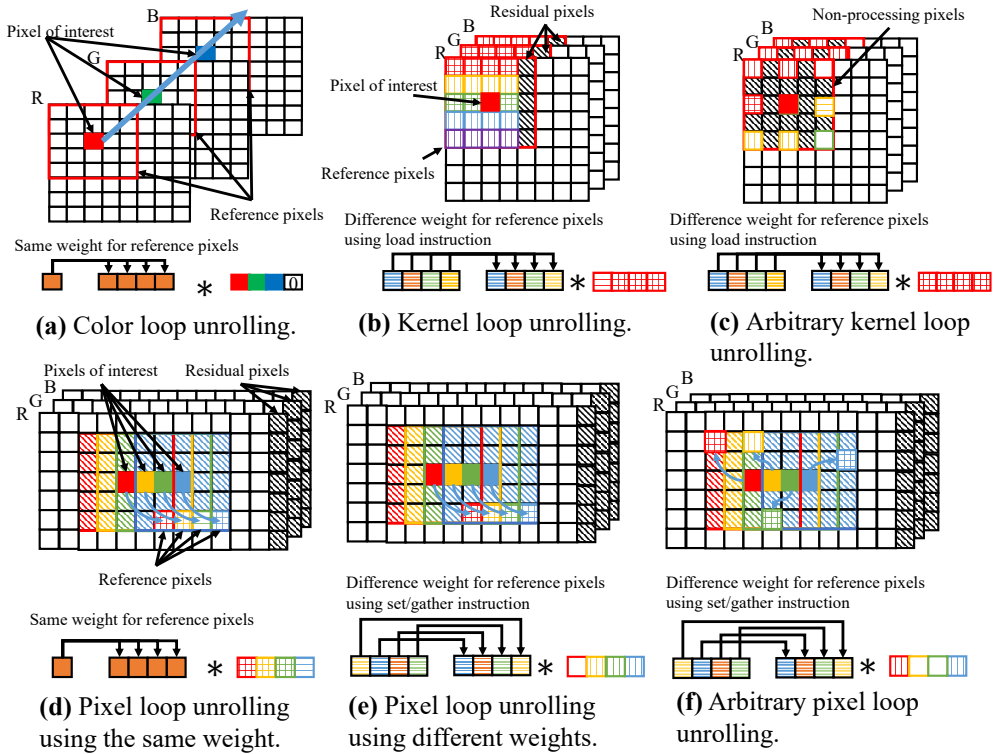 B
Pixel of interest
G
R
Reference pixels
Same weight for reference pixels
*
0
(a) Color loop unrolling.
Residual pixels
B
G
R
Pixel of interest
Reference pixels
Difference weight for reference pixels
using load instruction
*
(b) Kernel loop unrolling.
Non-processing pixels
B
G
R
Difference weight for reference pixels
using load instruction
*
(c) Arbitrary kernel loop
unrolling.
Pixels of interest
Residual pixels
B
G
R
Reference pixels
Same weight for reference pixels
*
(d) Pixel loop unrolling
using the same weight.
B
G
R
Difference weight for reference pixels
using set/gather instruction
*
(e) Pixel loop unrolling
using different weights.
B
G
R
Difference weight for reference pixels
using set/gather instruction
*
(f) Arbitrary pixel loop
unrolling.